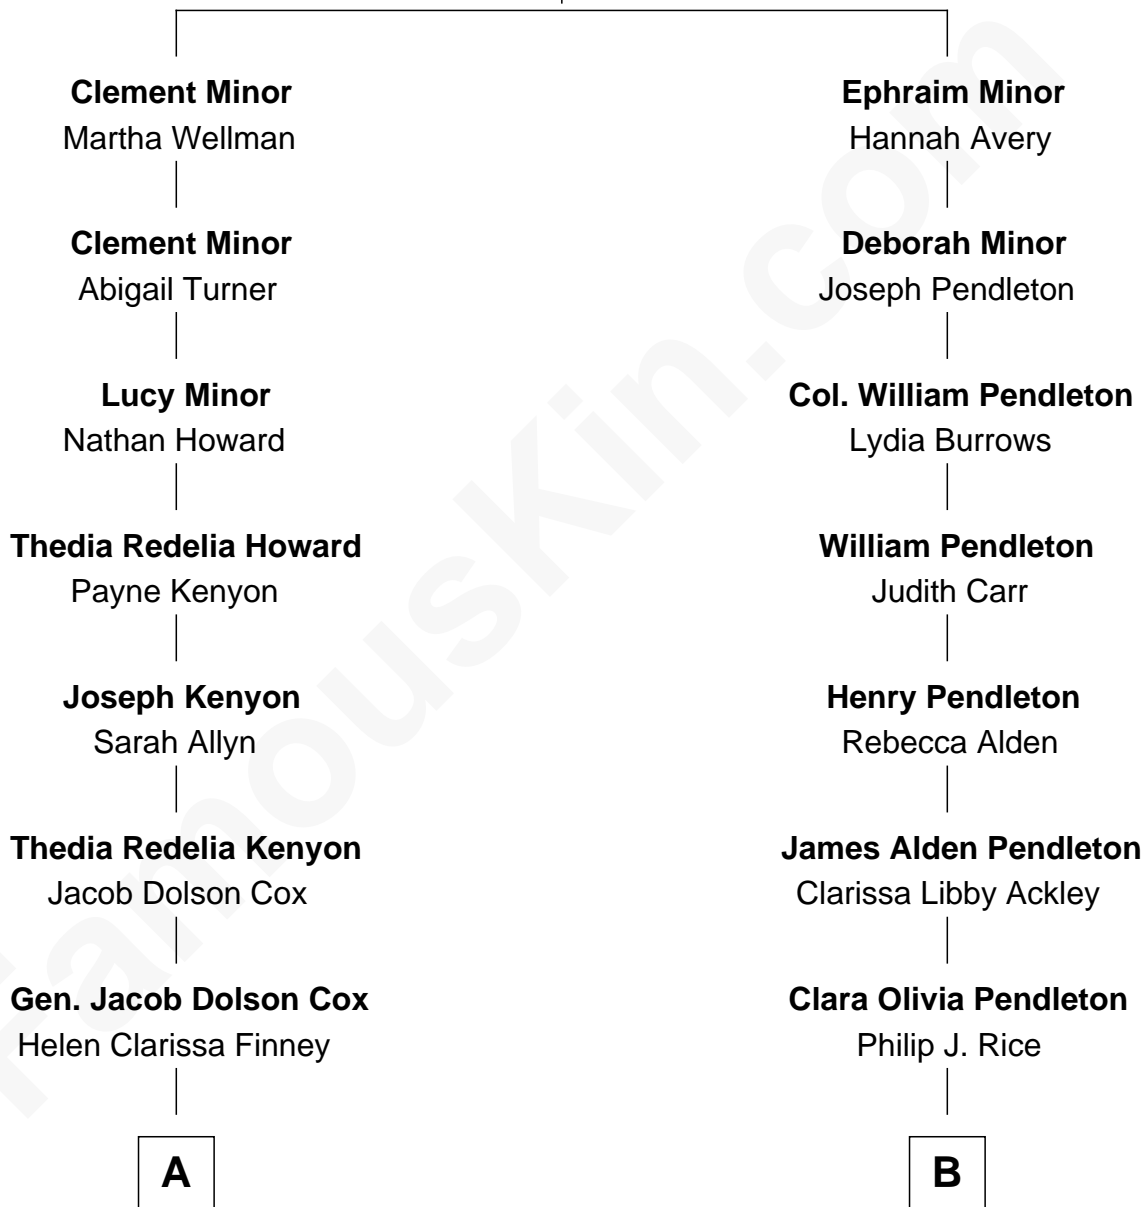 Clement Minor
Martha Wellman
Clement Minor
Abigail Turner
Lucy Minor
Nathan Howard
Thedia Redelia Howard
Payne Kenyon
Joseph Kenyon
Sarah Allyn
Thedia Redelia Kenyon
Jacob Dolson Cox
Gen. Jacob Dolson Cox
Helen Clarissa Finney
A
Ephraim Minor
Hannah Avery
Deborah Minor
Joseph Pendleton
Col. William Pendleton
Lydia Burrows
William Pendleton
Judith Carr
Henry Pendleton
Rebecca Alden
James Alden Pendleton
Clarissa Libby Ackley
Clara Olivia Pendleton
Philip J. Rice
B
FamousKin.com